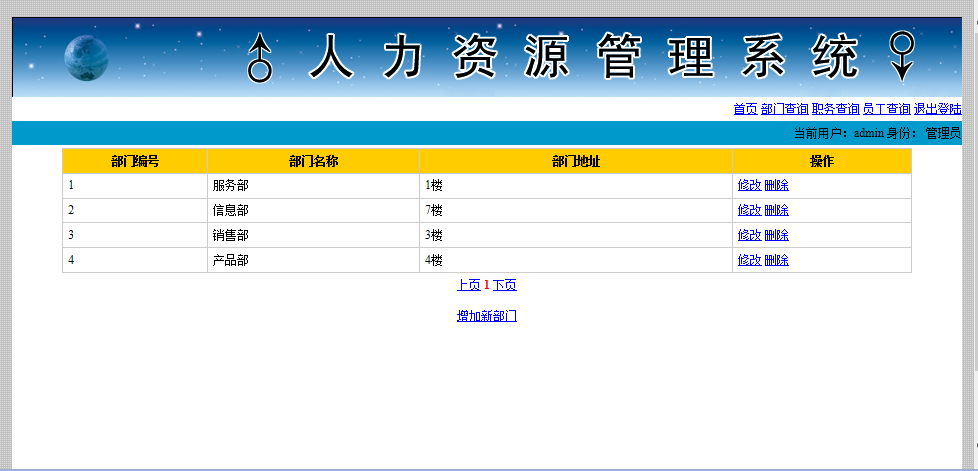 ♂ 人力资源管理系统 ♀
首页 部门查询 职务查询 员工查询 退出登陆
当前用户：admin 身份： 管理员
部门编号 部门名称 部门地址 操作
1 服务部 1楼 修改 删除
2 信息部 7楼 修改 删除
3 销售部 3楼 修改 删除
4 产品部 4楼 修改 删除
上页 1 下页
增加新部门